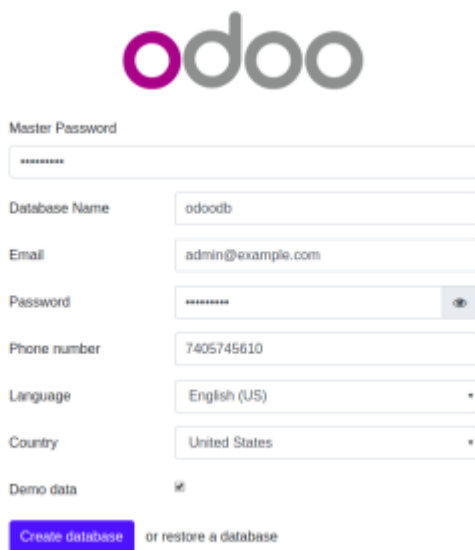 odoo
Master Password
•••••••••
Database Name odoodb
Email admin@example.com
Password •••••••••
Phone number 7405745610
Language English (US)
Country United States
Demo data
Create database or restore a database